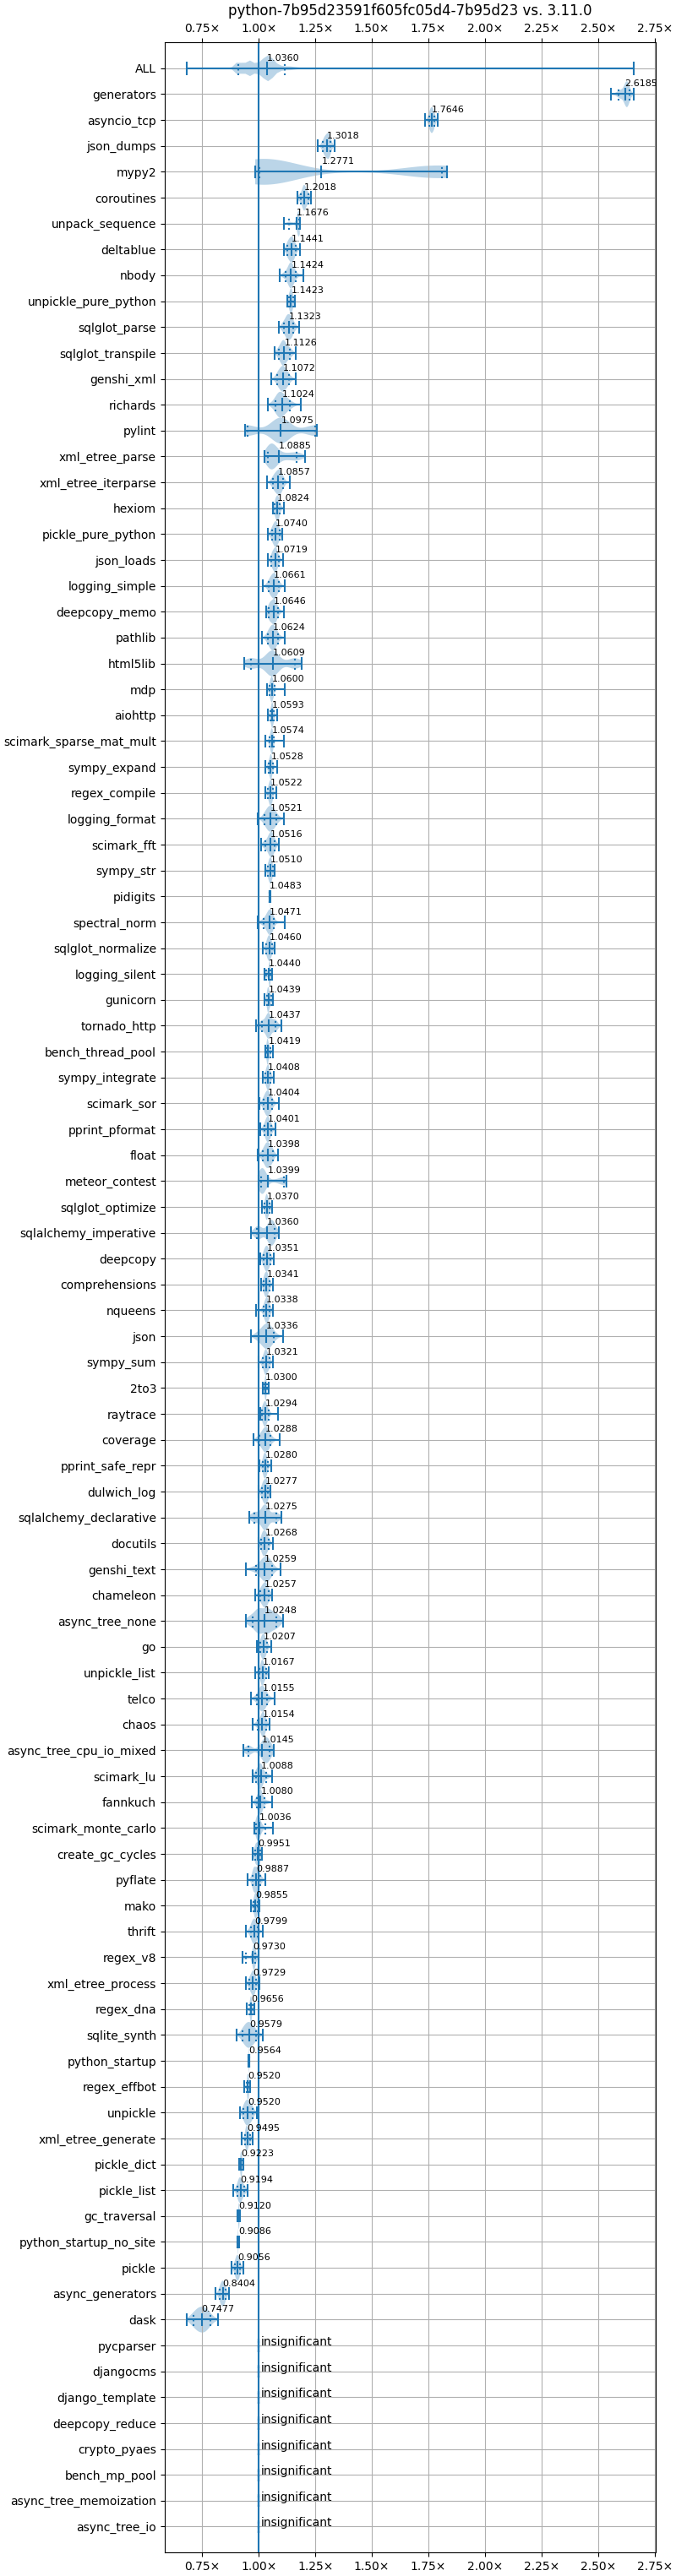 python-7b95d23591f605fc05d4-7b95d23 vs. 3.11.0
0.75× 1.00× 1.25× 1.50× 1.75× 2.00× 2.25× 2.50× 2.75×
ALL 1.0360
generators 2.6185
asyncio_tcp 1.7646
json_dumps 1.3018
mypy2 1.2771
coroutines 1.2018
unpack_sequence 1.1676
deltablue 1.1441
nbody 1.1424
unpickle_pure_python 1.1423
sqlglot_parse 1.1323
sqlglot_transpile 1.1126
genshi_xml 1.1072
richards 1.1024
pylint 1.0975
xml_etree_parse 1.0885
xml_etree_iterparse 1.0857
hexiom 1.0824
pickle_pure_python 1.0740
json_loads 1.0719
logging_simple 1.0661
deepcopy_memo 1.0646
pathlib 1.0624
html5lib 1.0609
mdp 1.0600
aiohttp 1.0593
scimark_sparse_mat_mult 1.0574
sympy_expand 1.0528
regex_compile 1.0522
logging_format 1.0521
scimark_fft 1.0516
sympy_str 1.0510
pidigits 1.0483
spectral_norm 1.0471
sqlglot_normalize 1.0460
logging_silent 1.0440
gunicorn 1.0439
tornado_http 1.0437
bench_thread_pool 1.0419
sympy_integrate 1.0408
scimark_sor 1.0404
pprint_pformat 1.0401
float 1.0398
meteor_contest 1.0399
sqlglot_optimize 1.0370
sqlalchemy_imperative 1.0360
deepcopy 1.0351
comprehensions 1.0341
nqueens 1.0338
json 1.0336
sympy_sum 1.0321
2to3 1.0300
raytrace 1.0294
coverage 1.0288
pprint_safe_repr 1.0280
dulwich_log 1.0277
sqlalchemy_declarative 1.0275
docutils 1.0268
genshi_text 1.0259
chameleon 1.0257
async_tree_none 1.0248
go 1.0207
unpickle_list 1.0167
telco 1.0155
chaos 1.0154
async_tree_cpu_io_mixed 1.0145
scimark_lu 1.0088
fannkuch 1.0080
scimark_monte_carlo 1.0036
create_gc_cycles 0.9951
pyflate 0.9887
mako 0.9855
thrift 0.9799
regex_v8 0.9730
xml_etree_process 0.9729
regex_dna 0.9656
sqlite_synth 0.9579
python_startup 0.9564
regex_effbot 0.9520
unpickle 0.9520
xml_etree_generate 0.9495
pickle_dict 0.9223
pickle_list 0.9194
gc_traversal 0.9120
python_startup_no_site 0.9086
pickle 0.9056
async_generators 0.8404
dask 0.7477
pycparser insignificant
djangocms insignificant
django_template insignificant
deepcopy_reduce insignificant
crypto_pyaes insignificant
bench_mp_pool insignificant
async_tree_memoization insignificant
async_tree_io insignificant
0.75× 1.00× 1.25× 1.50× 1.75× 2.00× 2.25× 2.50× 2.75×